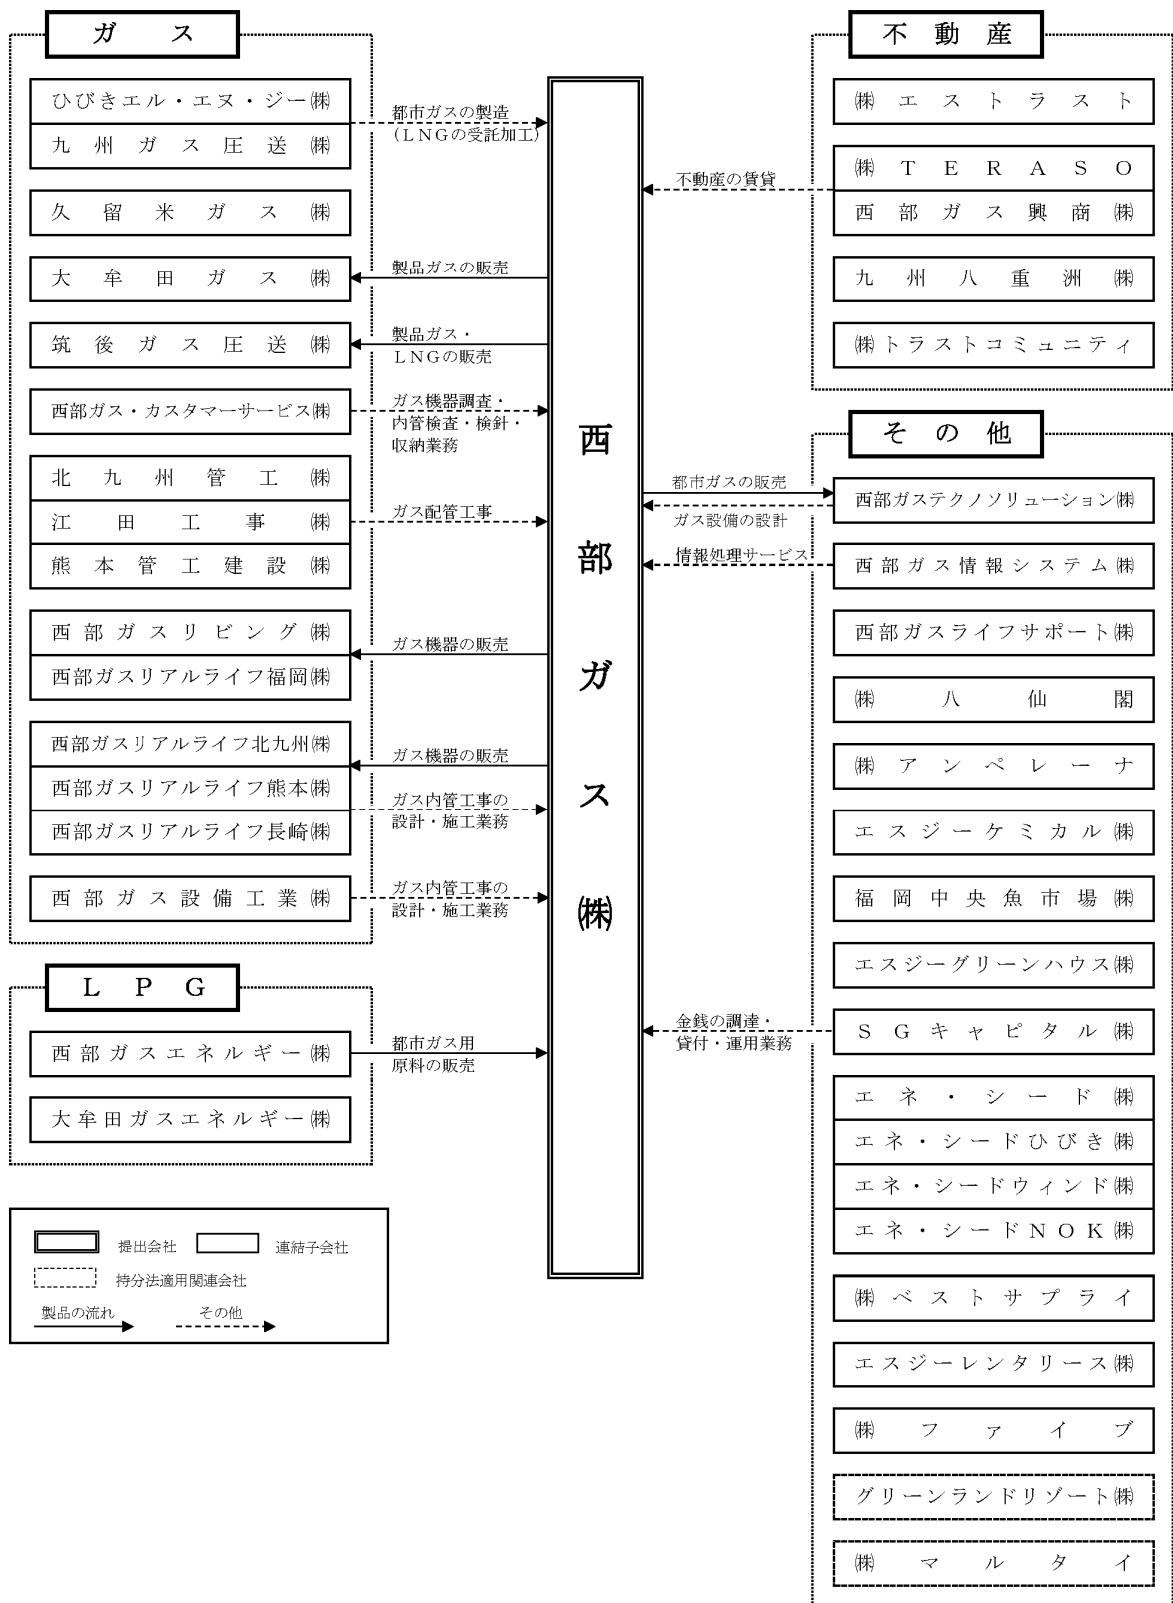 ガス
ひびきエル・エヌ・ジー㈱
九州ガス圧送㈱
久留米ガス㈱
大牟田ガス㈱
筑後ガス圧送㈱
西部ガス・カスタマーサービス㈱
北九州管工㈱
江田工事㈱
熊本管工建設㈱
西部ガスリビング㈱
西部ガスリアルライフ福岡㈱
西部ガスリアルライフ北九州㈱
西部ガスリアルライフ熊本㈱
西部ガスリアルライフ長崎㈱
西部ガス設備工業㈱
LPG
西部ガスエネルギー㈱
大牟田ガスエネルギー㈱
都市ガスの製造
(LNGの受託加工)
製品ガスの販売
製品ガス・
LNGの販売
ガス機器調査・
内管検査・検針・
収納業務
ガス配管工事
ガス機器の販売
ガス機器の販売
ガス内管工事の
設計・施工業務
ガス内管工事の
設計・施工業務
都市ガス用
原料の販売
西部ガス㈱
不動産の賃貸
都市ガスの販売
ガス設備の設計
情報処理サービス
金銭の調達・
貸付・運用業務
不動産
㈱エストラスト
㈱TERASO
西部ガス興商㈱
九州八重洲㈱
㈱トラストコミュニティ
その他
西部ガステクノソリューション㈱
西部ガス情報システム㈱
西部ガスライフサポート㈱
㈱八仙閣
㈱アンペレーナ
エスジーケミカル㈱
福岡中央魚市場㈱
エスジーグリーンハウス㈱
SGキャピタル㈱
エネ・シード㈱
エネ・シードひびき㈱
エネ・シードウィンド㈱
エネ・シードNOK㈱
㈱ベストサプライ
エスジーレンタリース㈱
㈱ファイブ
グリーンランドリゾート㈱
㈱マルタイ
提出会社
連結子会社
持分法適用関連会社
製品の流れ
その他